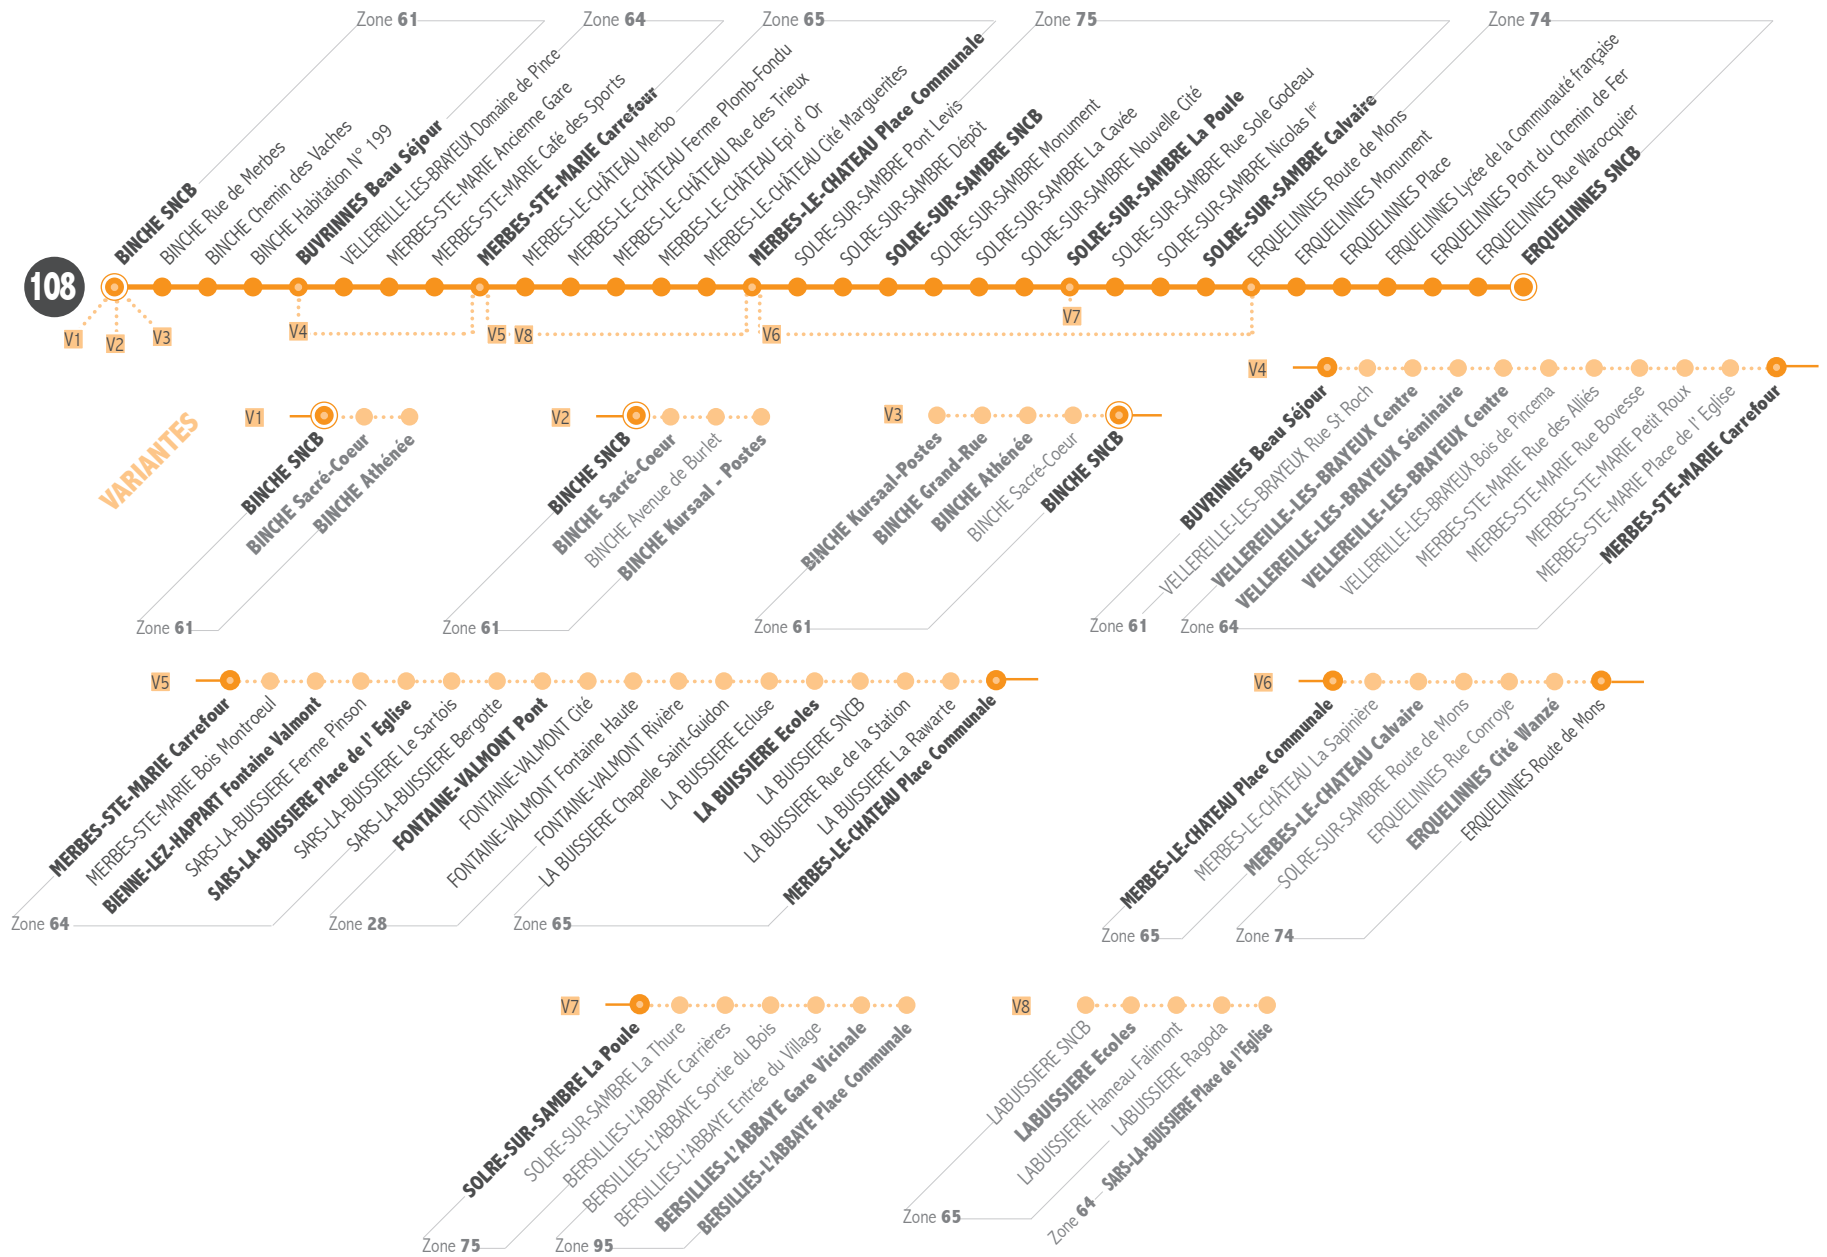 Zone 61
Zone 64
Zone 65
Zone 75
Zone 74
BINCHE SNCB
BINCHE Rue de Merbes
BINCHE Chemin des Vaches
BINCHE Habitation N° 199
BUVRINNES Beau Séjour
VELLEREILLE-LES-BRAYEUX Domaine de Pince
MERBES-STE-MARIE Ancienne Gare
MERBES-STE-MARIE Café des Sports
MERBES-STE-MARIE Carrefour
MERBES-LE-CHÂTEAU Merbo
MERBES-LE-CHÂTEAU Ferme Plomb-Fondu
MERBES-LE-CHÂTEAU Rue des Trieux
MERBES-LE-CHÂTEAU Epi d' Or
MERBES-LE-CHÂTEAU Cité Marguerites
MERBES-LE-CHATEAU Place Communale
SOLRE-SUR-SAMBRE Pont Levis
SOLRE-SUR-SAMBRE Dépôt
SOLRE-SUR-SAMBRE SNCB
SOLRE-SUR-SAMBRE Monument
SOLRE-SUR-SAMBRE La Cavée
SOLRE-SUR-SAMBRE Nouvelle Cité
SOLRE-SUR-SAMBRE La Poule
SOLRE-SUR-SAMBRE Rue Sole Godeau
SOLRE-SUR-SAMBRE Nicolas 1er
SOLRE-SUR-SAMBRE Calvaire
ERQUELINNES Route de Mons
ERQUELINNES Monument
ERQUELINNES Place
ERQUELINNES Lycée de la Communauté française
ERQUELINNES Pont du Chemin de Fer
ERQUELINNES Rue Warocquier
ERQUELINNES SNCB
108
V1
V2
V3
V4
V5
V8
V6
V7
VARIANTES
V1
BINCHE SNCB
BINCHE Sacré-Coeur
BINCHE Athénée
Zone 61
V2
BINCHE SNCB
BINCHE Sacré-Coeur
BINCHE Avenue de Burlet
BINCHE Kursaal - Postes
Zone 61
V3
BINCHE Kursaal-Postes
BINCHE Grand-Rue
BINCHE Athénée
BINCHE Sacré-Coeur
BINCHE SNCB
Zone 61
V4
BUVRINNES Beau Séjour
VELLEREILLE-LES-BRAYEUX Rue St Roch
VELLEREILLE-LES-BRAYEUX Centre
VELLEREILLE-LES-BRAYEUX Séminaire
VELLEREILLE-LES-BRAYEUX Centre
VELLEREILLE-LES-BRAYEUX Bois de Pincema
MERBES-STE-MARIE Rue des Alliés
MERBES-STE-MARIE Rue Bovesse
MERBES-STE-MARIE Petit Roux
MERBES-STE-MARIE Place de l' Eglise
MERBES-STE-MARIE Carrefour
Zone 61
Zone 64
V5
MERBES-STE-MARIE Carrefour
MERBES-STE-MARIE Bois Montroeul
BIENNE-LEZ-HAPPART Fontaine Valmont
SARS-LA-BUISSIERE Ferme Pinson
SARS-LA-BUISSIERE Place de l' Eglise
SARS-LA-BUISSIERE Le Sartois
SARS-LA-BUISSIERE Bergotte
FONTAINE-VALMONT Pont
FONTAINE-VALMONT Cité
FONTAINE-VALMONT Fontaine Haute
FONTAINE-VALMONT Rivière
LA BUISSIERE Chapelle Saint-Guidon
LA BUISSIERE Ecluse
LA BUISSIERE Ecoles
LA BUISSIERE SNCB
LA BUISSIERE Rue de la Station
LA BUISSIERE La Rawarte
MERBES-LE-CHATEAU Place Communale
Zone 64
Zone 28
Zone 65
V6
MERBES-LE-CHATEAU Place Communale
MERBES-LE-CHÂTEAU La Sapinière
MERBES-LE-CHATEAU Calvaire
SOLRE-SUR-SAMBRE Route de Mons
ERQUELINNES Rue Conroye
ERQUELINNES Cité Wanzé
ERQUELINNES Route de Mons
Zone 65
Zone 74
V7
SOLRE-SUR-SAMBRE La Poule
SOLRE-SUR-SAMBRE La Thure
BERSILLIES-L'ABBAYE Carrières
BERSILLIES-L'ABBAYE Sortie du Bois
BERSILLIES-L'ABBAYE Entrée du Village
BERSILLIES-L'ABBAYE Gare Vicinale
BERSILLIES-L'ABBAYE Place Communale
Zone 75
Zone 95
V8
LABUISSIERE SNCB
LABUISSIERE Ecoles
LABUISSIERE Hameau Falimont
LABUISSIERE Ragoda
SARS-LA-BUISSIERE Place de l'Eglise
Zone 65
Zone 64